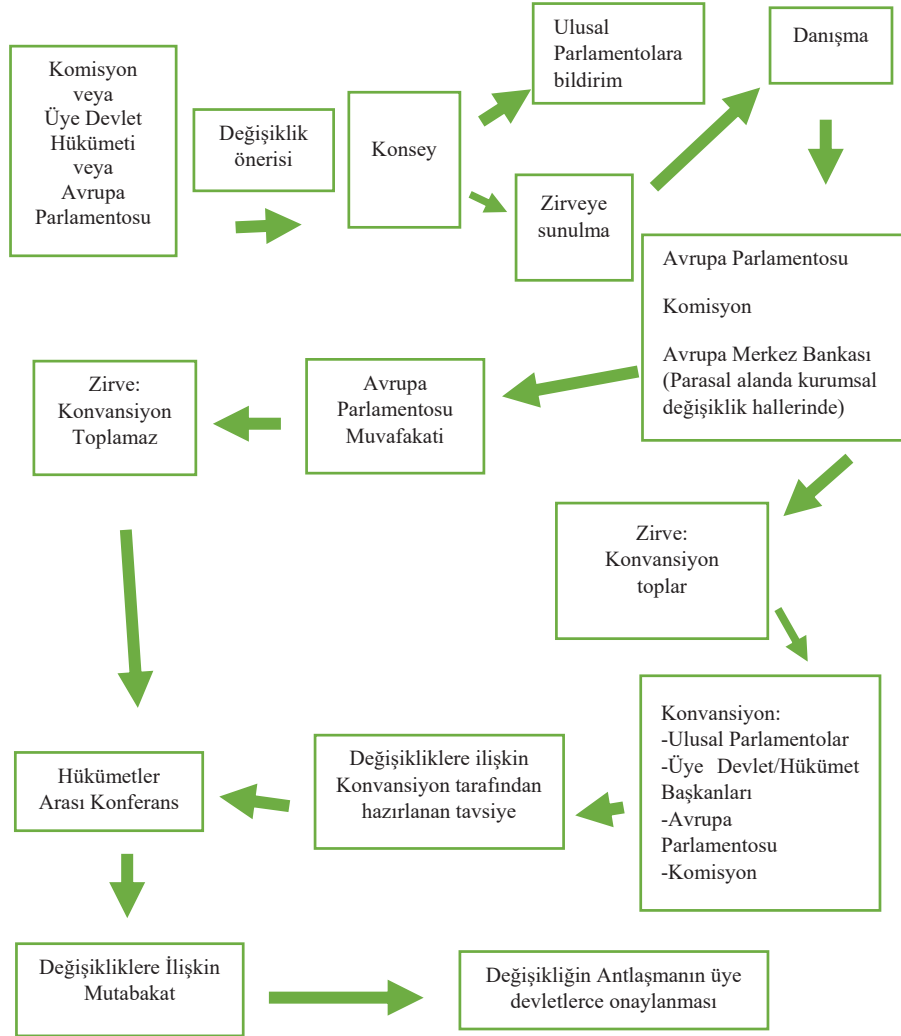 Komisyon
veya
Üye Devlet
Hükümeti
veya
Avrupa
Parlamentosu
Değişiklik
önerisi
Konsey
Ulusal
Parlamentolara
bildirim
Zirveye
sunulma
Danışma
Avrupa Parlamentosu
Komisyon
Avrupa Merkez Bankası
(Parasal alanda kurumsal
değişiklik hallerinde)
Avrupa
Parlamentosu
Muvafakati
Zirve:
Konvansiyon
Toplamaz
Zirve:
Konvansiyon
toplar
Konvansiyon:
-Ulusal Parlamentolar
-Üye Devlet/Hükümet
Başkanları
-Avrupa
Parlamentosu
-Komisyon
Değişikliklere ilişkin
Konvansiyon tarafından
hazırlanan tavsiye
Hükümetler
Arası Konferans
Değişikliklere İlişkin
Mutabakat
Değişikliğin Antlaşmanın üye
devletlerce onaylanması